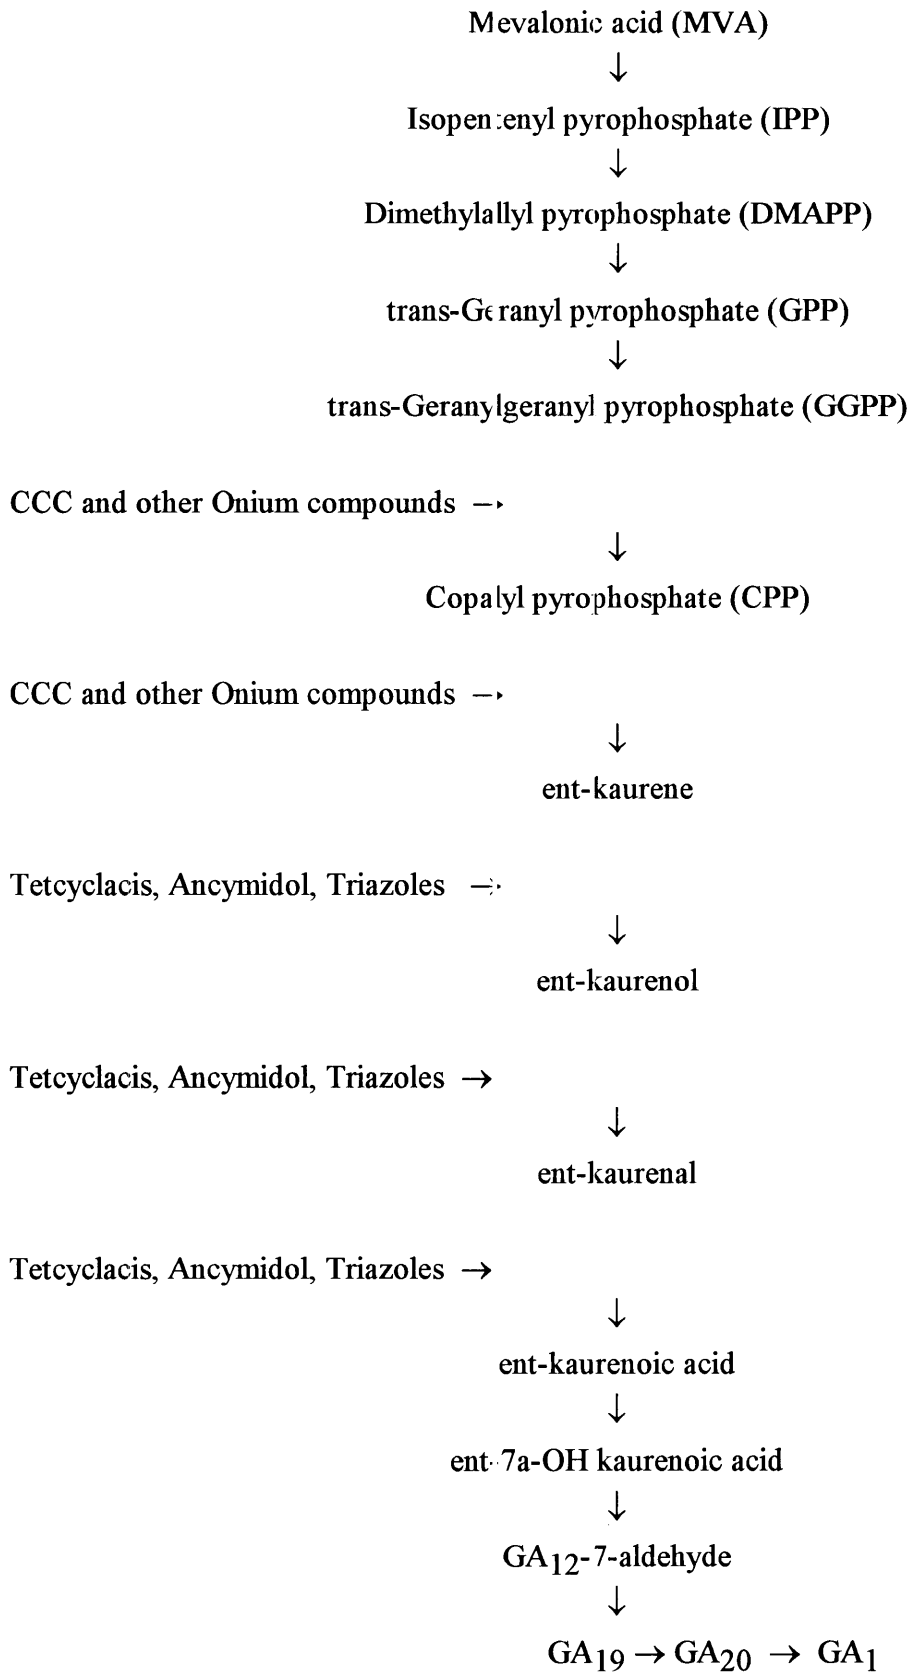 Mevalonic acid (MVA)
↓
Isopentenyl pyrophosphate (IPP)
↓
Dimethylallyl pyrophosphate (DMAPP)
↓
trans-Geranyl pyrophosphate (GPP)
↓
trans-Geranylgeranyl pyrophosphate (GGPP)
CCC and other Onium compounds →
↓
Copalyl pyrophosphate (CPP)
CCC and other Onium compounds →
↓
ent-kaurene
Tetcyclacis, Ancymidol, Triazoles →
↓
ent-kaurenol
Tetcyclacis, Ancymidol, Triazoles →
↓
ent-kaurenal
Tetcyclacis, Ancymidol, Triazoles →
↓
ent-kaurenoic acid
↓
ent-7a-OH kaurenoic acid
↓
GA12-7-aldehyde
↓
GA19 → GA20 → GA1